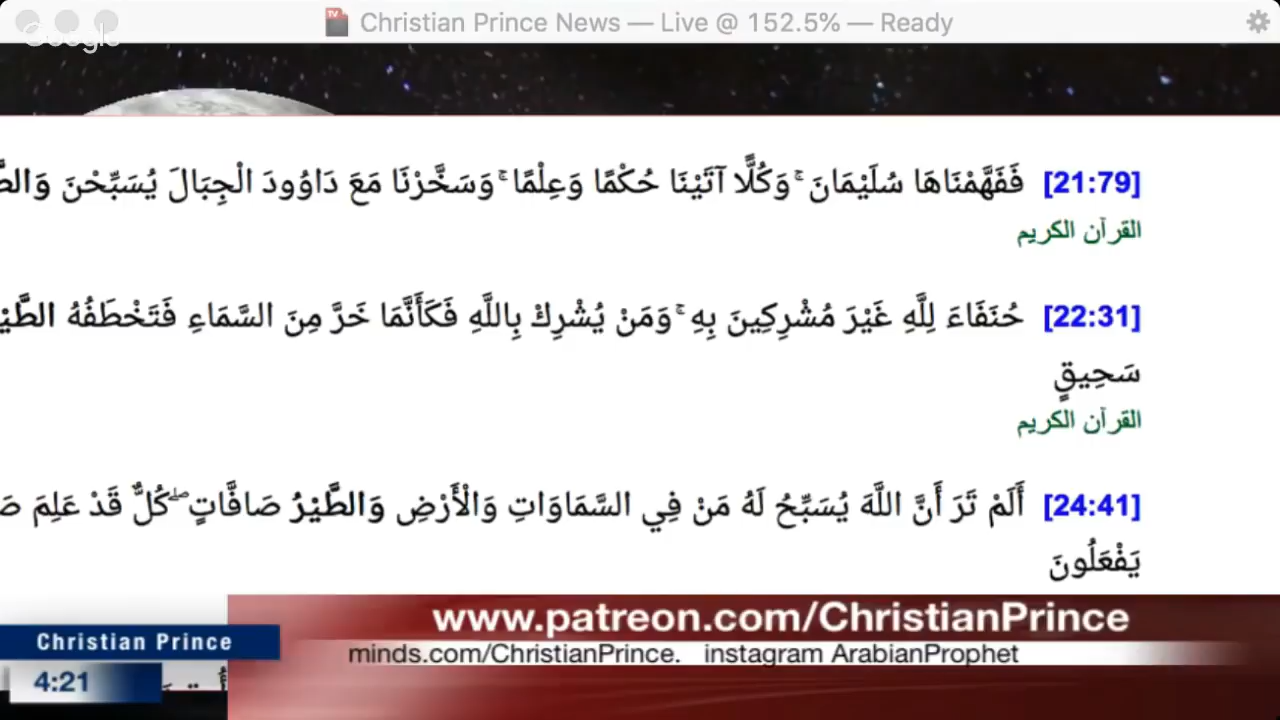 Christian Prince News — Live @ 152.5% — Ready
Google
[21:79] فَفَهَّمْنَاهَا سُلَيْمَانَ ۚ وَكُلًّا آتَيْنَا حُكْمًا وَعِلْمًا ۚ وَسَخَّرْنَا مَعَ دَاوُودَ الْجِبَالَ يُسَبِّحْنَ
القرآن الكريم
[22:31] حُنَفَاءَ لِلَّهِ غَيْرَ مُشْرِكِينَ بِهِ ۚ وَمَنْ يُشْرِكْ بِاللَّهِ فَكَأَنَّمَا خَرَّ مِنَ السَّمَاءِ فَتَخْطَفُهُ
سَحِيقٍ
القرآن الكريم
[24:41] أَلَمْ تَرَ أَنَّ اللَّهَ يُسَبِّحُ لَهُ مَنْ فِي السَّمَاوَاتِ وَالْأَرْضِ وَالطَّيْرُ صَافَّاتٍ ۖ كُلٌّ قَدْ عَلِمَ
يَفْعَلُونَ
www.patreon.com/ChristianPrince
Christian Prince
minds.com/ChristianPrince. instagram ArabianProphet
4:21